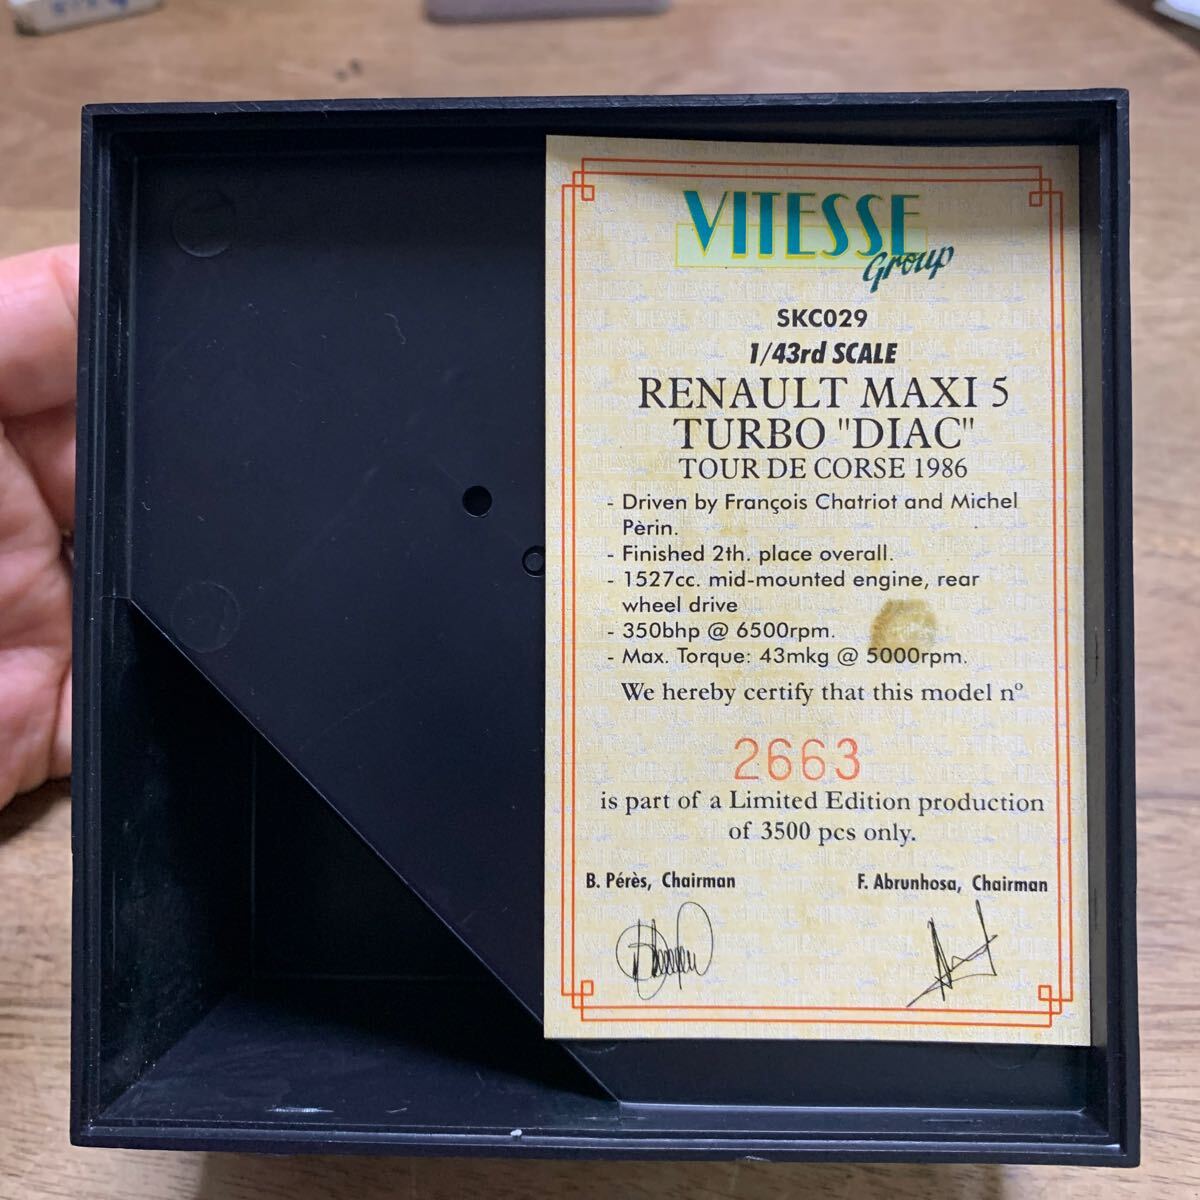 VITESSE
Group
SKC029
1/43rd SCALE
RENAULT MAXI 5
TURBO "DIAC"
TOUR DE CORSE 1986
- Driven by François Chatriot and Michel
Pèrin.
- Finished 2th. place overall.
- 1527cc. mid-mounted engine, rear
wheel drive
- 350bhp @ 6500rpm.
- Max. Torque: 43mkg @ 5000rpm.
We hereby certify that this model nº
2663
is part of a Limited Edition production
of 3500 pcs only.
B. Pérès, Chairman
F. Abrunhosa, Chairman